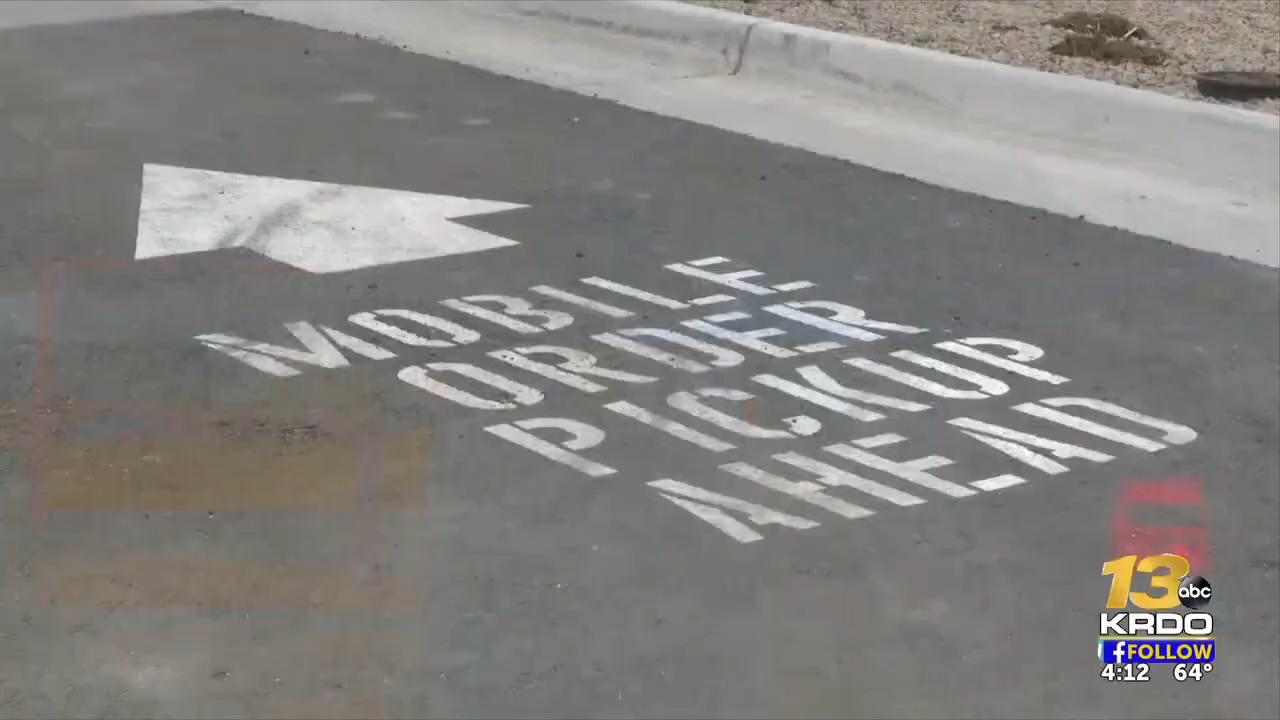 MOBILE
ORDER
PICKUP
AHEAD
13 abc
KRDO
f FOLLOW
4:12 64°